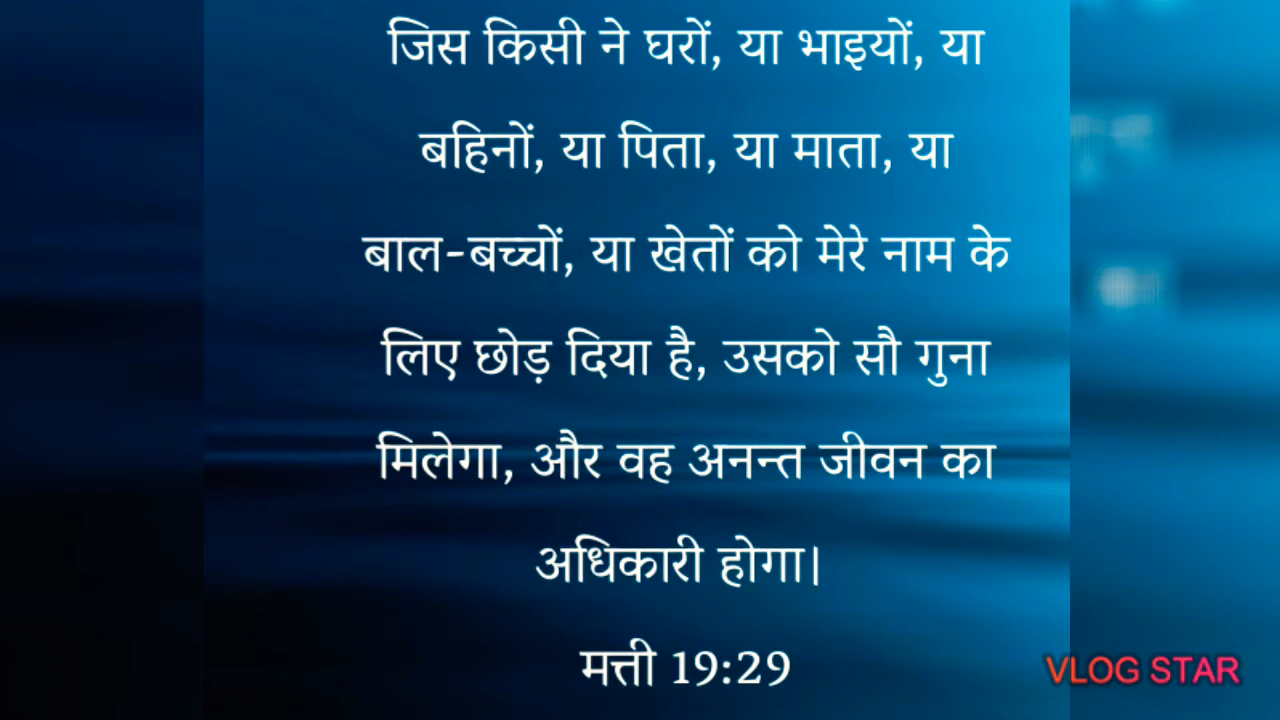 जिस किसी ने घरों, या भाइयों, या
बहिनों, या पिता, या माता, या
बाल-बच्चों, या खेतों को मेरे नाम के
लिए छोड़ दिया है, उसको सौ गुना
मिलेगा, और वह अनन्त जीवन का
अधिकारी होगा।
मत्ती 19:29
VLOG STAR